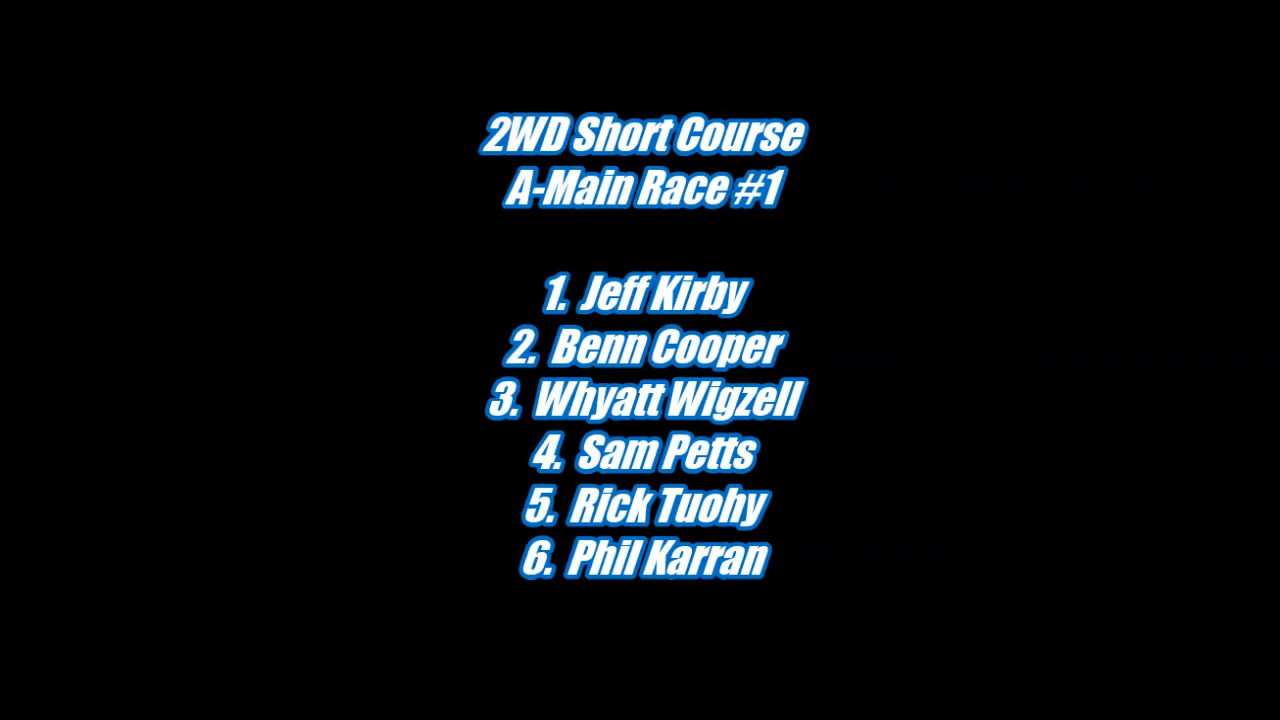 2WD Short Course
A-Main Race #1
1. Jeff Kirby
2. Benn Cooper
3. Whyatt Wigzell
4. Sam Petts
5. Rick Tuohy
6. Phil Karran